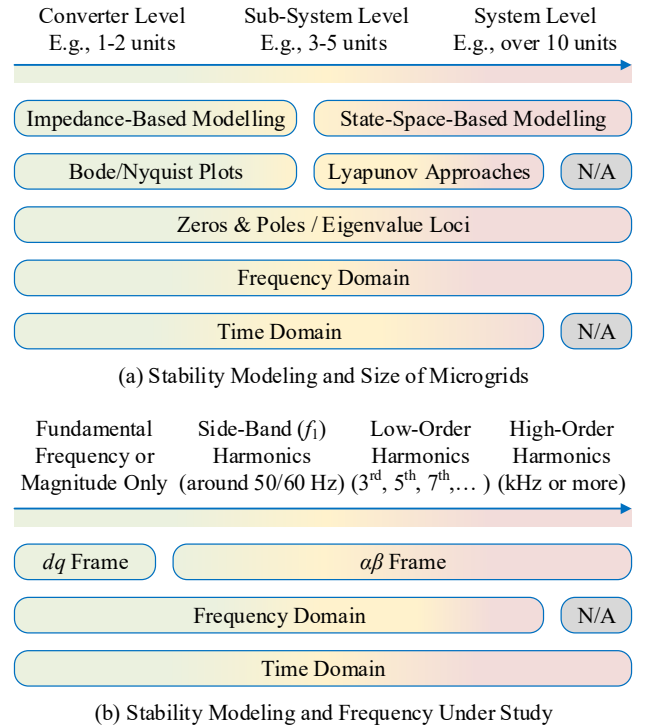 Converter Level Sub-System Level System Level
E.g., 1-2 units E.g., 3-5 units E.g., over 10 units
Impedance-Based Modelling State-Space-Based Modelling
Bode/Nyquist Plots Lyapunov Approaches N/A
Zeros & Poles / Eigenvalue Loci
Frequency Domain
Time Domain N/A
(a) Stability Modeling and Size of Microgrids
Fundamental Side-Band (f₁) Low-Order High-Order
Frequency or Harmonics Harmonics Harmonics
Magnitude Only (around 50/60 Hz) (3rd, 5th, 7th,… ) (kHz or more)
dq Frame αβ Frame
Frequency Domain N/A
Time Domain
(b) Stability Modeling and Frequency Under Study